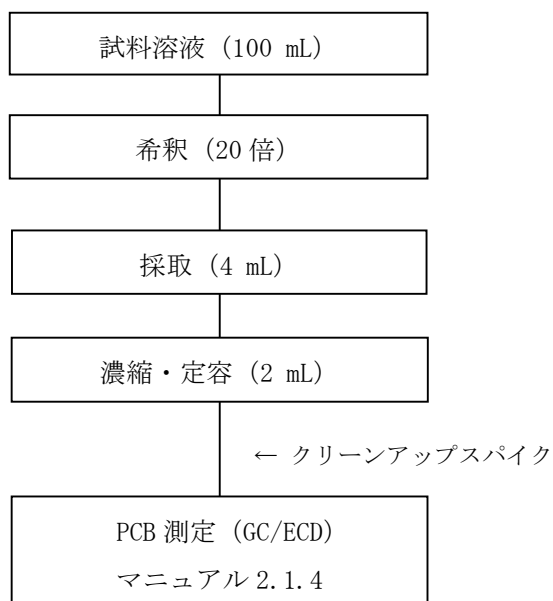 試料溶液 (100 mL)
希釈 (20 倍)
採取 (4 mL)
濃縮・定容 (2 mL)
← クリーンアップスパイク
PCB 測定 (GC/ECD)
マニュアル 2.1.4